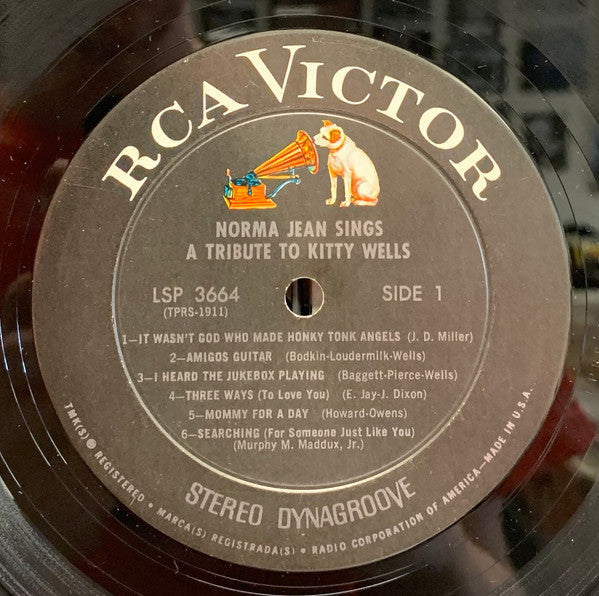 RCA VICTOR
NORMA JEAN SINGS
A TRIBUTE TO KITTY WELLS
LSP 3664 SIDE 1
(TPRS-1911)
1—IT WASN'T GOD WHO MADE HONKY TONK ANGELS (J. D. Miller)
2—AMIGOS GUITAR (Bodkin-Loudermilk-Wells)
3—I HEARD THE JUKEBOX PLAYING (Baggett-Pierce-Wells)
4—THREE WAYS (To Love You) (E. Jay-J. Dixon)
5—MOMMY FOR A DAY (Howard-Owens)
6—SEARCHING (For Someone Just Like You)
(Murphy M. Maddux, Jr.)
STEREO DYNAGROOVE
TMK(S) ® REGISTERED • MARCA(S) REGISTRADA(S) • RADIO CORPORATION OF AMERICA—MADE IN U.S.A.